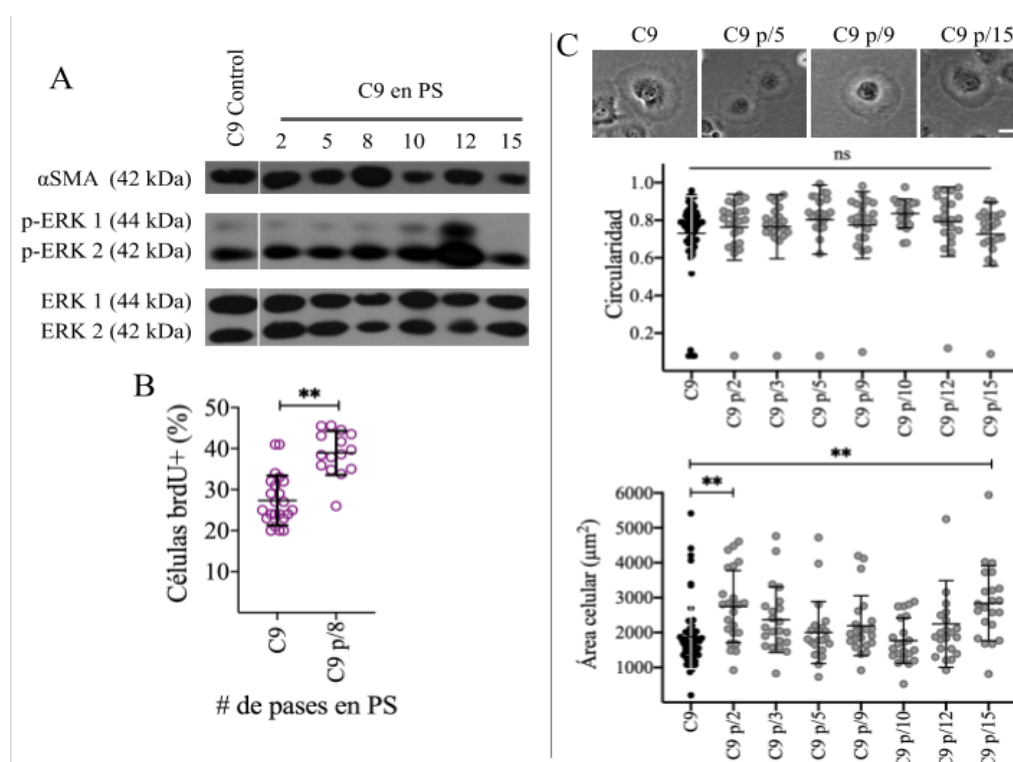 A
C9 Control
C9 en PS
2 5 8 10 12 15
αSMA (42 kDa)
p-ERK 1 (44 kDa)
p-ERK 2 (42 kDa)
ERK 1 (44 kDa)
ERK 2 (42 kDa)
B
**
Células brdU+ (%)
50
40
30
20
10
C9
C9 p/8
# de pases en PS
C
C9 C9 p/5 C9 p/9 C9 p/15
ns
Circularidad
1.0
0.8
0.6
0.4
0.2
C9
C9 p/2
C9 p/3
C9 p/5
C9 p/9
C9 p/10
C9 p/12
C9 p/15
**
**
Área celular (µm²)
6000
5000
4000
3000
2000
1000
C9
C9 p/2
C9 p/3
C9 p/5
C9 p/9
C9 p/10
C9 p/12
C9 p/15